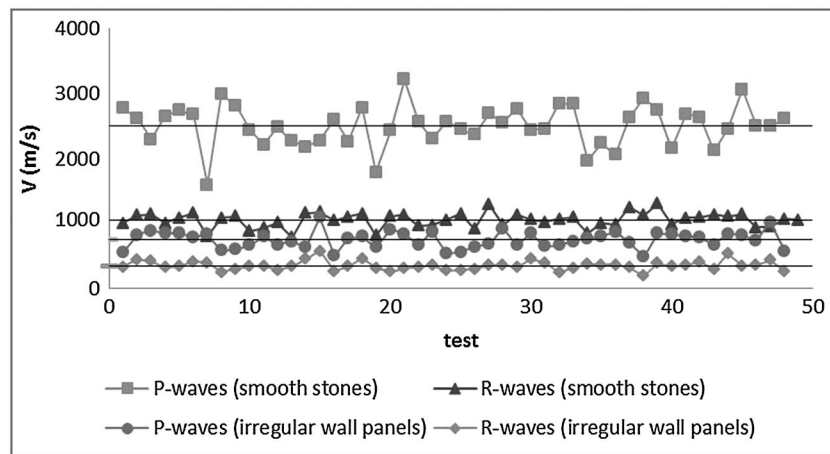 4000
3000
2000
1000
0
V (m/s)
0 10 20 30 40 50
test
P-waves (smooth stones) R-waves (smooth stones)
P-waves (irregular wall panels) R-waves (irregular wall panels)